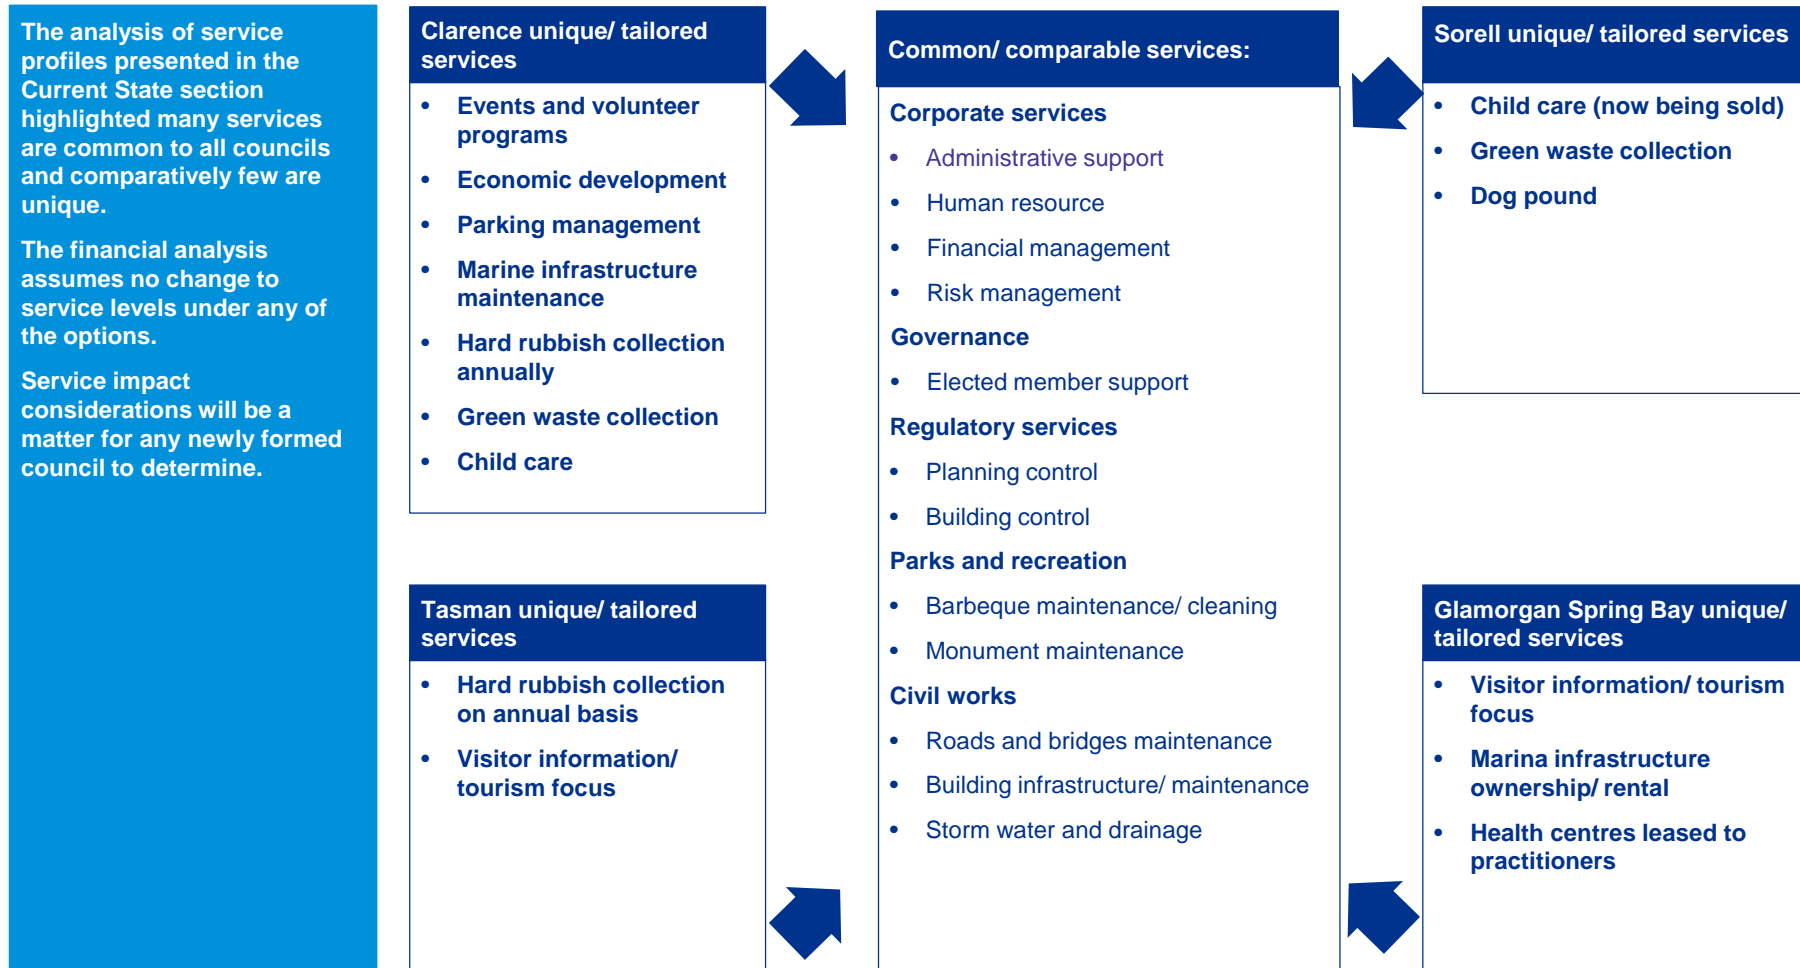 The analysis of service
profiles presented in the
Current State section
highlighted many services
are common to all councils
and comparatively few are
unique.
The financial analysis
assumes no change to
service levels under any of
the options.
Service impact
considerations will be a
matter for any newly formed
council to determine.
Clarence unique/ tailored
services
• Events and volunteer
programs
• Economic development
• Parking management
• Marine infrastructure
maintenance
• Hard rubbish collection
annually
• Green waste collection
• Child care
Tasman unique/ tailored
services
• Hard rubbish collection
on annual basis
• Visitor information/
tourism focus
Common/ comparable services:
Corporate services
• Administrative support
• Human resource
• Financial management
• Risk management
Governance
• Elected member support
Regulatory services
• Planning control
• Building control
Parks and recreation
• Barbeque maintenance/ cleaning
• Monument maintenance
Civil works
• Roads and bridges maintenance
• Building infrastructure/ maintenance
• Storm water and drainage
Sorell unique/ tailored services
• Child care (now being sold)
• Green waste collection
• Dog pound
Glamorgan Spring Bay unique/
tailored services
• Visitor information/ tourism
focus
• Marina infrastructure
ownership/ rental
• Health centres leased to
practitioners